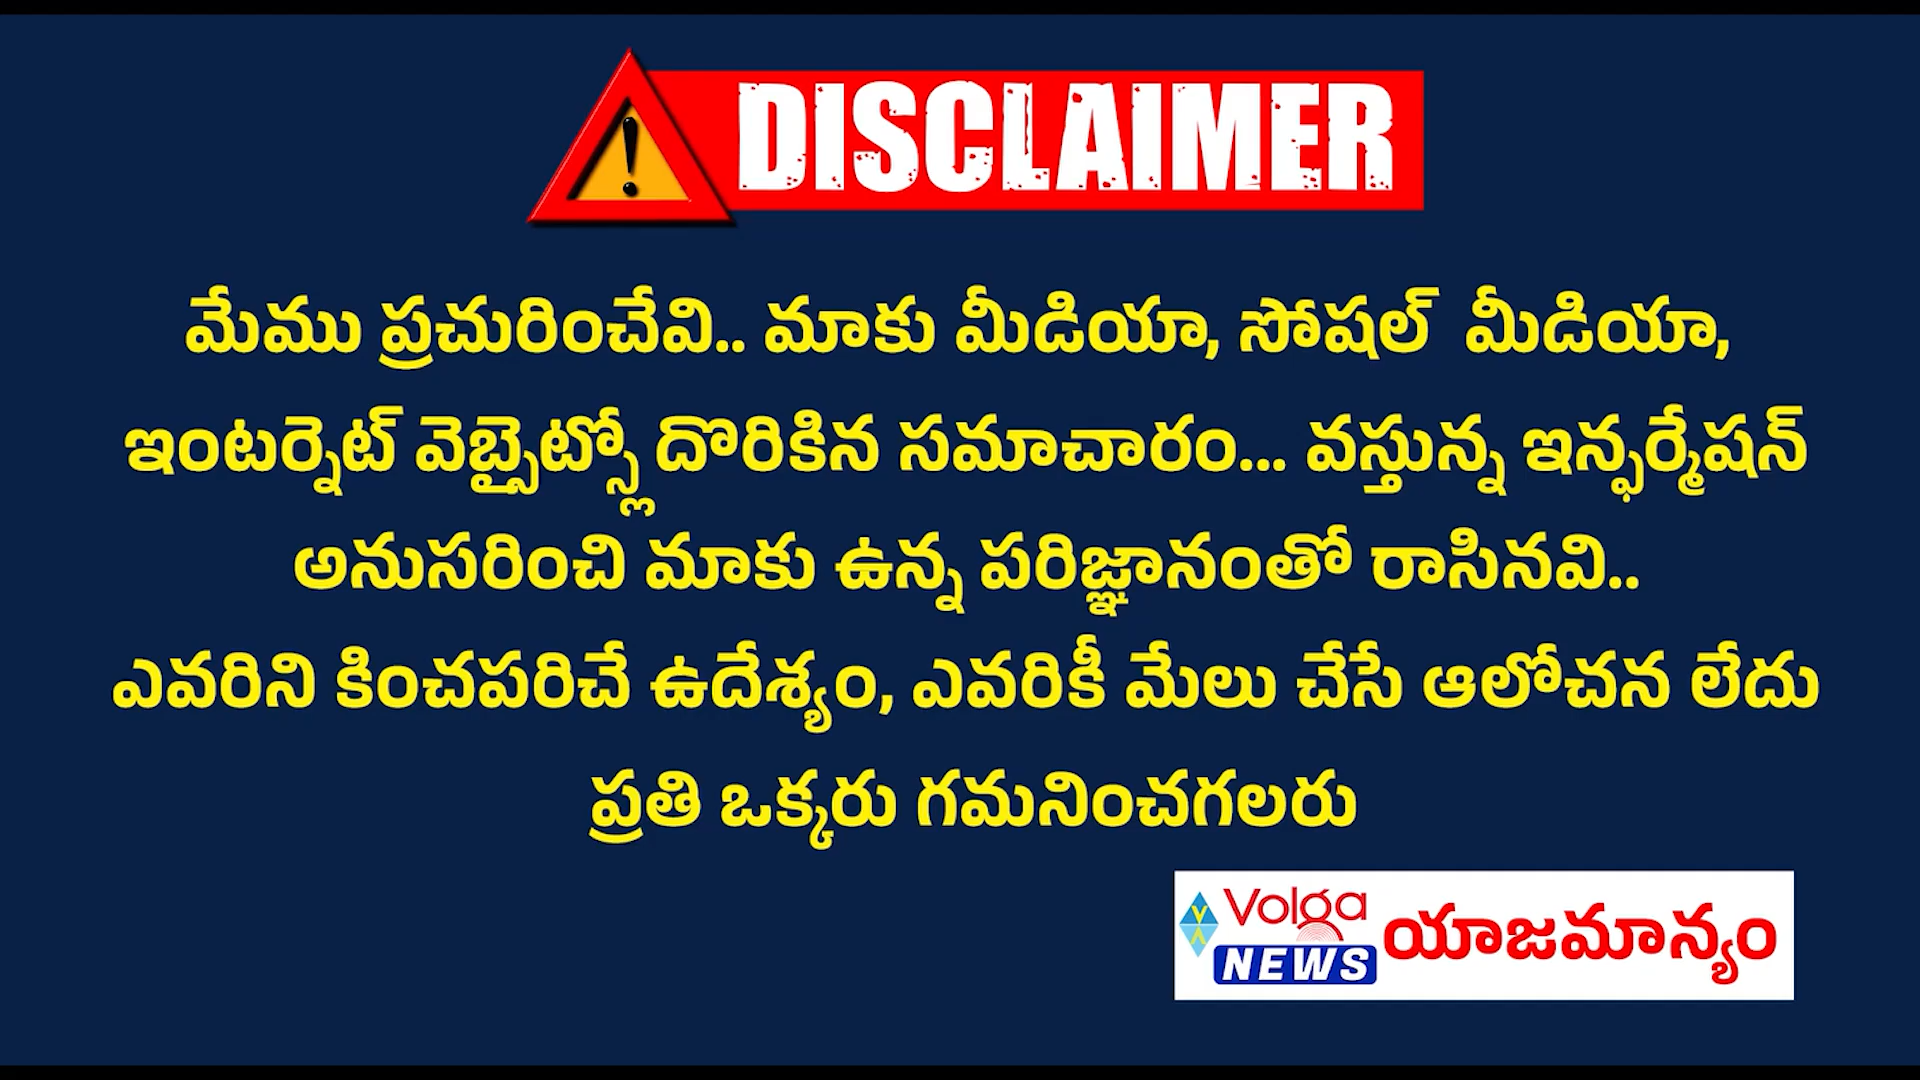 DISCLAIMER
మేము ప్రచురించేవి.. మాకు మీడియా, సోషల్ మీడియా,
ఇంటర్నెట్ వెబ్సైట్స్లో దొరికిన సమాచారం... వస్తున్న ఇన్ఫర్మేషన్
అనుసరించి మాకు ఉన్న పరిజ్ఞానంతో రాసినవి..
ఎవరిని కించపరిచే ఉదేశ్యం, ఎవరికీ మేలు చేసే ఆలోచన లేదు
ప్రతి ఒక్కరు గమనించగలరు
Volga
NEWS యాజమాన్యం